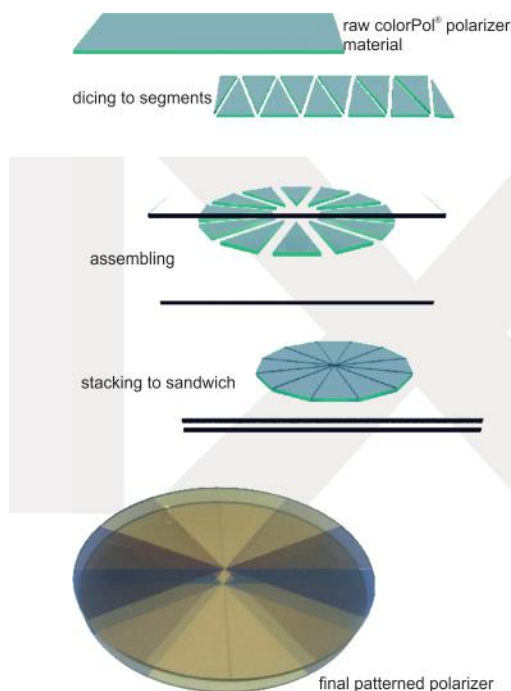 raw colorPol® polarizer
material
dicing to segments
assembling
stacking to sandwich
final patterned polarizer